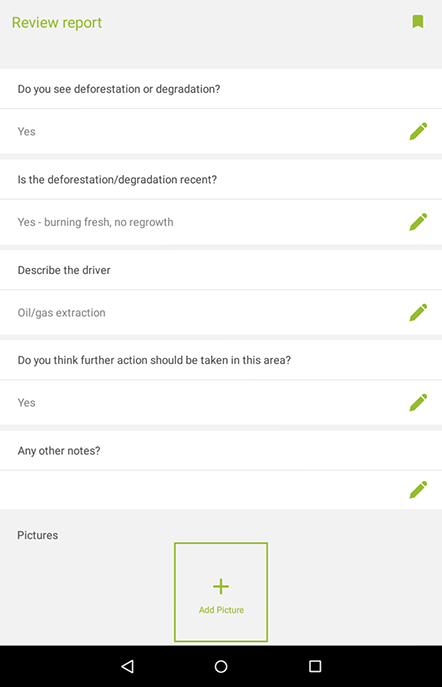 Review report
Do you see deforestation or degradation?
Yes
Is the deforestation/degradation recent?
Yes - burning fresh, no regrowth
Describe the driver
Oil/gas extraction
Do you think further action should be taken in this area?
Yes
Any other notes?
Pictures
Add Picture